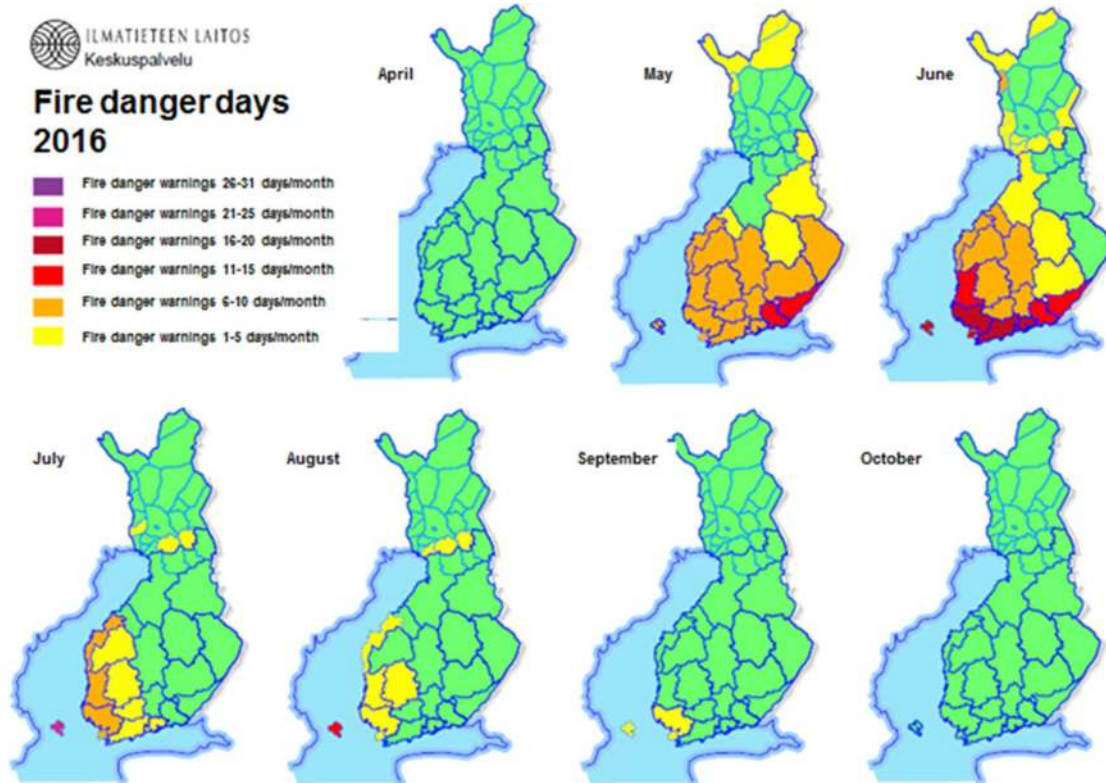 ILMATIETEEN LAITOS
Keskuspalvelu
Fire danger days
2016
Fire danger warnings 26-31 days/month
Fire danger warnings 21-25 days/month
Fire danger warnings 16-20 days/month
Fire danger warnings 11-15 days/month
Fire danger warnings 6-10 days/month
Fire danger warnings 1-5 days/month
April
May
June
July
August
September
October